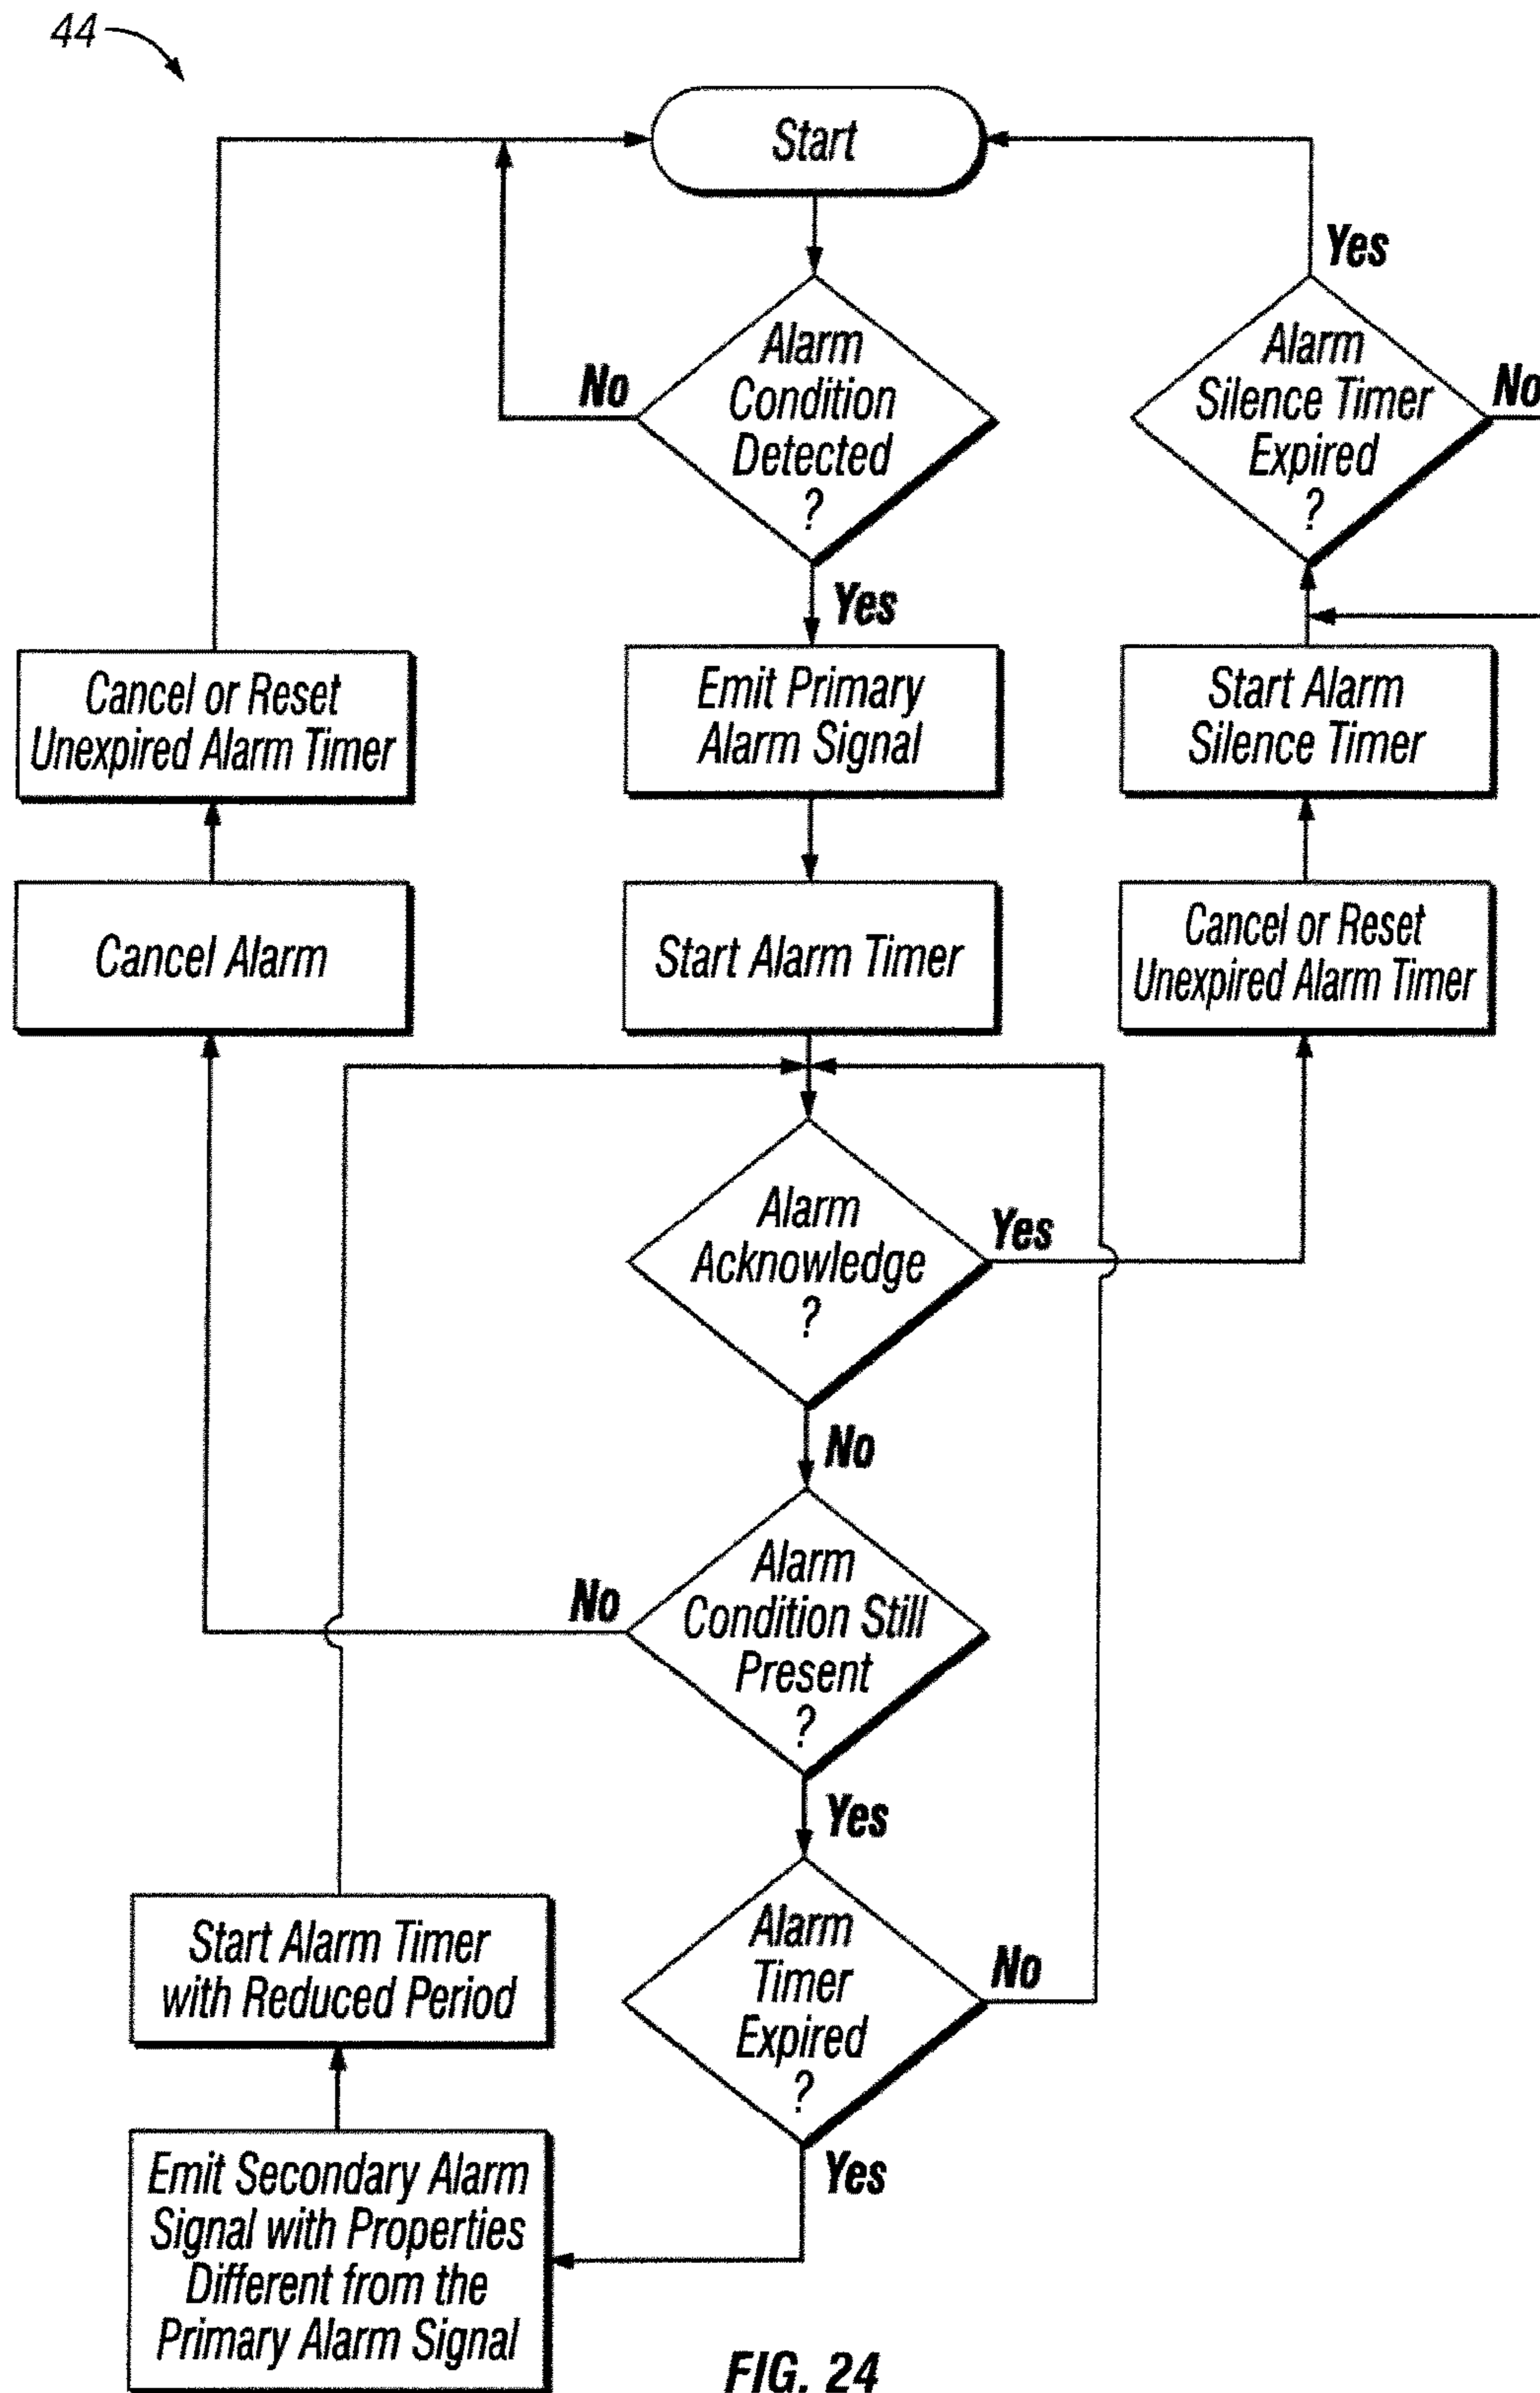 44
Start
Alarm
Condition
Detected
?
No
Yes
Alarm
Silence Timer
Expired
?
Yes
No
Cancel or Reset
Unexpired Alarm Timer
Emit Primary
Alarm Signal
Start Alarm
Silence Timer
Cancel Alarm
Start Alarm Timer
Cancel or Reset
Unexpired Alarm Timer
Alarm
Acknowledge
?
Yes
No
Alarm
Condition Still
Present
?
No
Yes
Alarm
Timer
Expired
?
No
Yes
Start Alarm Timer
with Reduced Period
Emit Secondary Alarm
Signal with Properties
Different from the
Primary Alarm Signal
FIG. 24